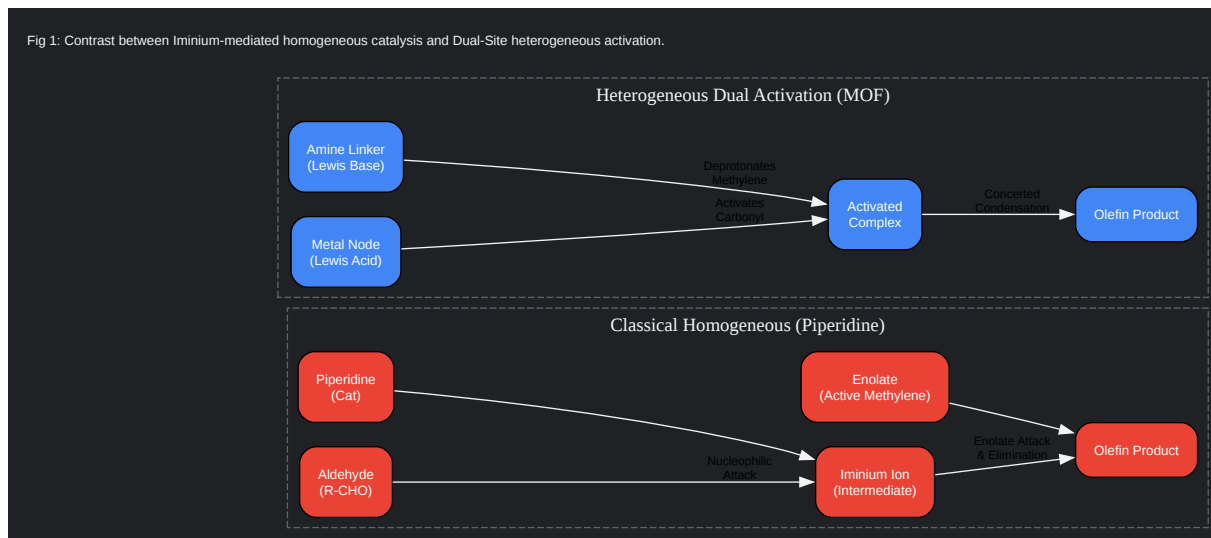 Fig 1: Contrast between Iminium-mediated homogeneous catalysis and Dual-Site heterogeneous activation.
Heterogeneous Dual Activation (MOF)
Amine Linker
(Lewis Base)
Deprotonates
Methylene
Activates
Carbonyl
Metal Node
(Lewis Acid)
Activated
Complex
Concerted
Condensation
Olefin Product
Classical Homogeneous (Piperidine)
Piperidine
(Cat)
Enolate
(Active Methylene)
Aldehyde
(R-CHO)
Nucleophilic
Attack
Iminium Ion
(Intermediate)
Enolate Attack
& Elimination
Olefin Product